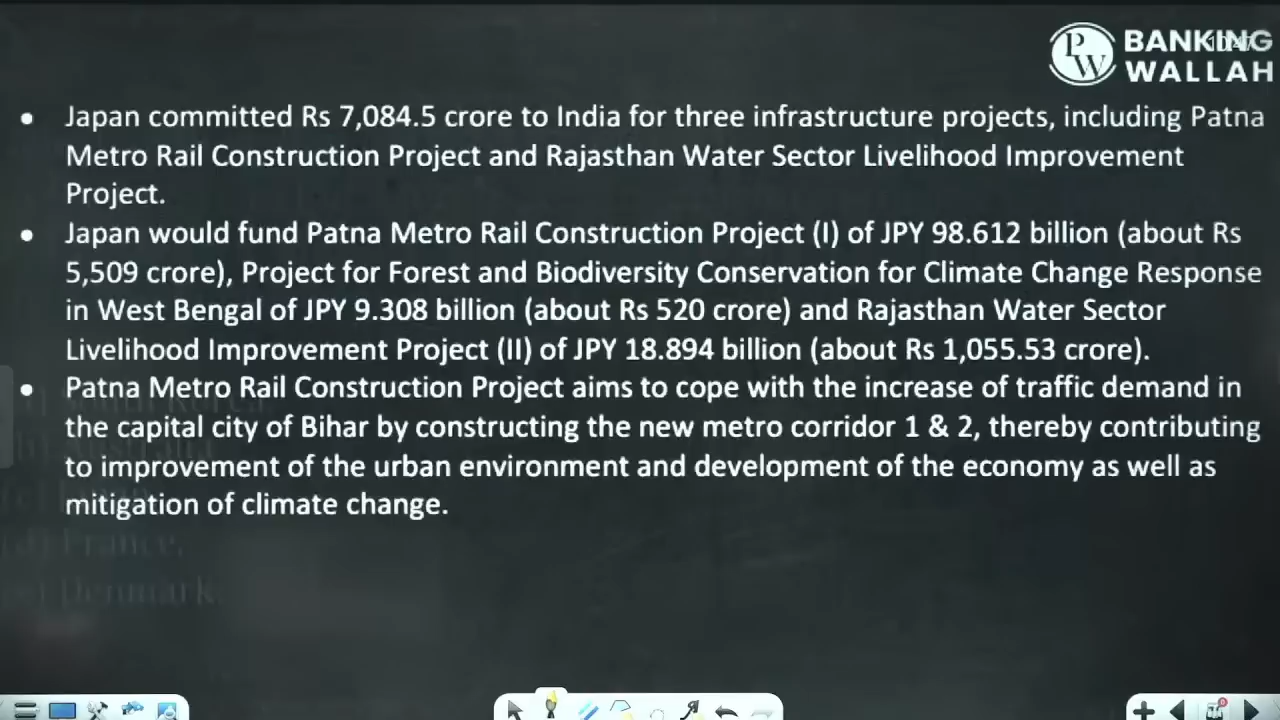 PW BANKING
WALLAH
• Japan committed Rs 7,084.5 crore to India for three infrastructure projects, including Patna
Metro Rail Construction Project and Rajasthan Water Sector Livelihood Improvement
Project.
• Japan would fund Patna Metro Rail Construction Project (I) of JPY 98.612 billion (about Rs
5,509 crore), Project for Forest and Biodiversity Conservation for Climate Change Response
in West Bengal of JPY 9.308 billion (about Rs 520 crore) and Rajasthan Water Sector
Livelihood Improvement Project (II) of JPY 18.894 billion (about Rs 1,055.53 crore).
• Patna Metro Rail Construction Project aims to cope with the increase of traffic demand in
the capital city of Bihar by constructing the new metro corridor 1 & 2, thereby contributing
to improvement of the urban environment and development of the economy as well as
mitigation of climate change.
(d) France.
(e) Denmark.